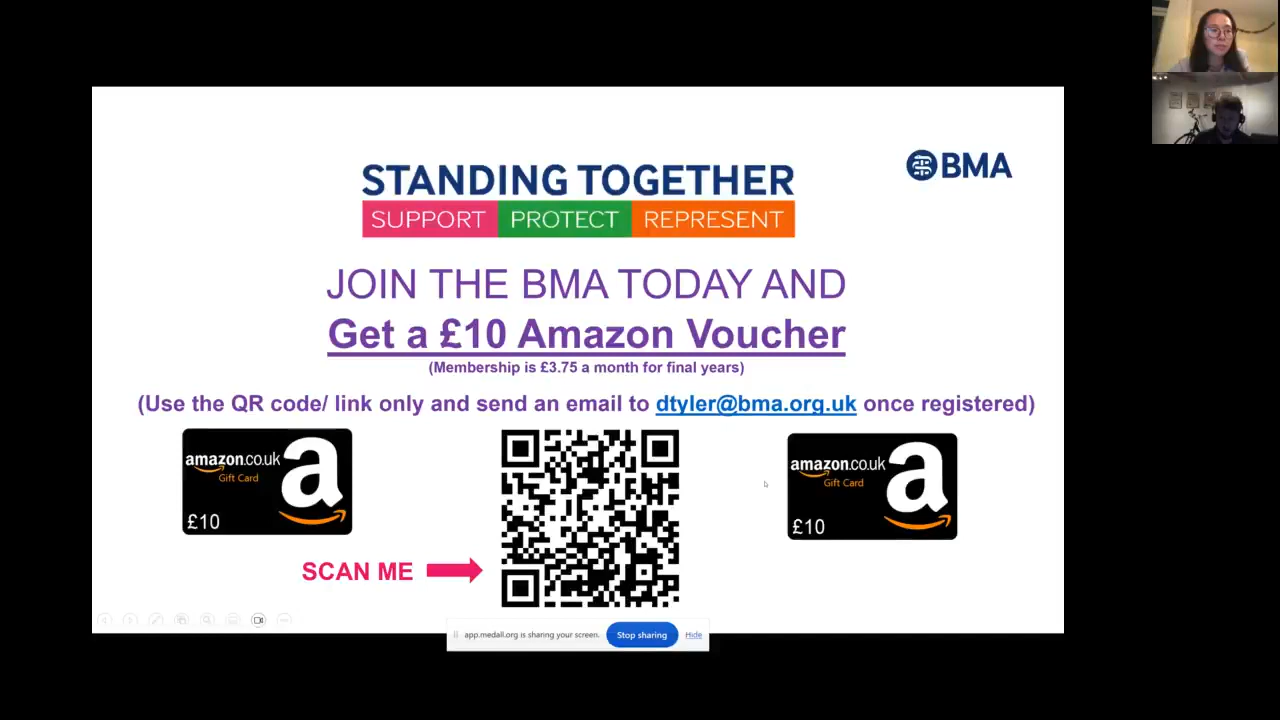 STANDING TOGETHER
BMA
SUPPORT PROTECT REPRESENT
JOIN THE BMA TODAY AND
Get a £10 Amazon Voucher
(Membership is £3.75 a month for final years)
(Use the QR code/ link only and send an email to dtyler@bma.org.uk once registered)
amazon.co.uk
Gift Card
a
£10
amazon.co.uk
Gift Card
a
£10
SCAN ME
app.medall.org is sharing your screen. Stop sharing Hide